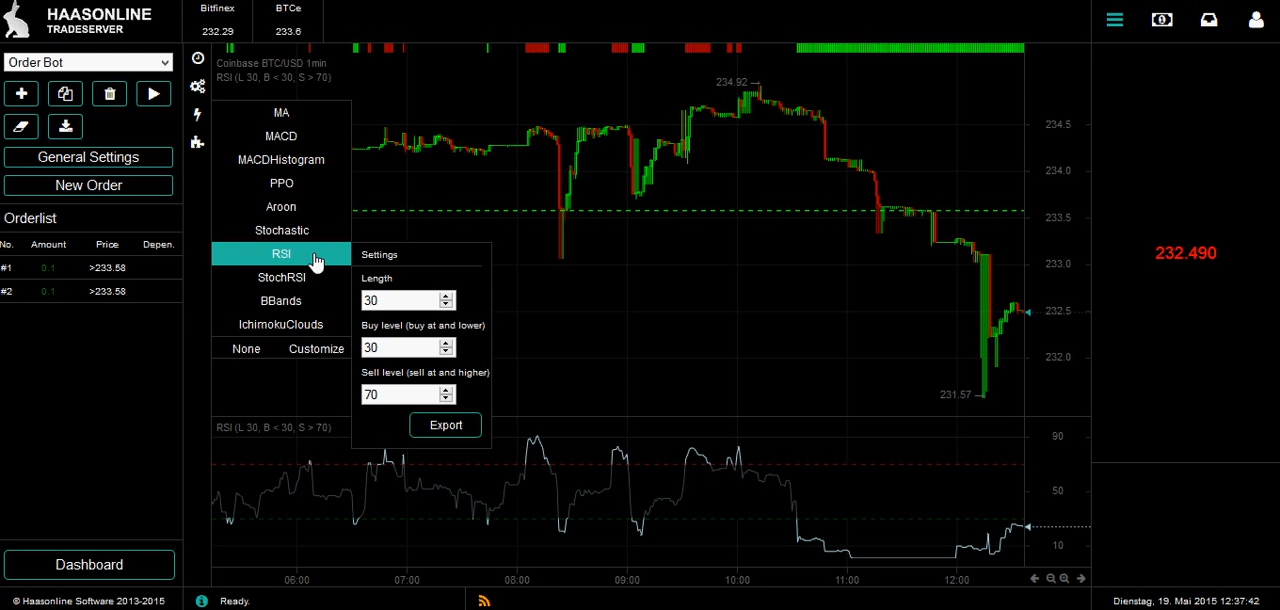 HAASONLINE
TRADESERVER
Bitfinex
232.29
BTCe
233.6
Order Bot
General Settings
New Order
Orderlist
No. Amount Price Depen.
#1 0.1 >233.58
#2 0.1 >233.58
Dashboard
© Haasonline Software 2013-2015
Coinbase BTC/USD 1min
RSI (L 30, B < 30, S > 70)
MA
MACD
MACDHistogram
PPO
Aroon
Stochastic
RSI
StochRSI
BBands
IchimokuClouds
None Customize
Settings
Length
30
Buy level (buy at and lower)
30
Sell level (sell at and higher)
70
Export
234.92
231.57
234.5
234.0
233.5
233.0
232.5
232.0
RSI (L 30, B < 30, S > 70)
90
50
10
06:00 07:00 08:00 09:00 10:00 11:00 12:00
232.490
Ready.
Dienstag, 19. Mai 2015 12:37:42